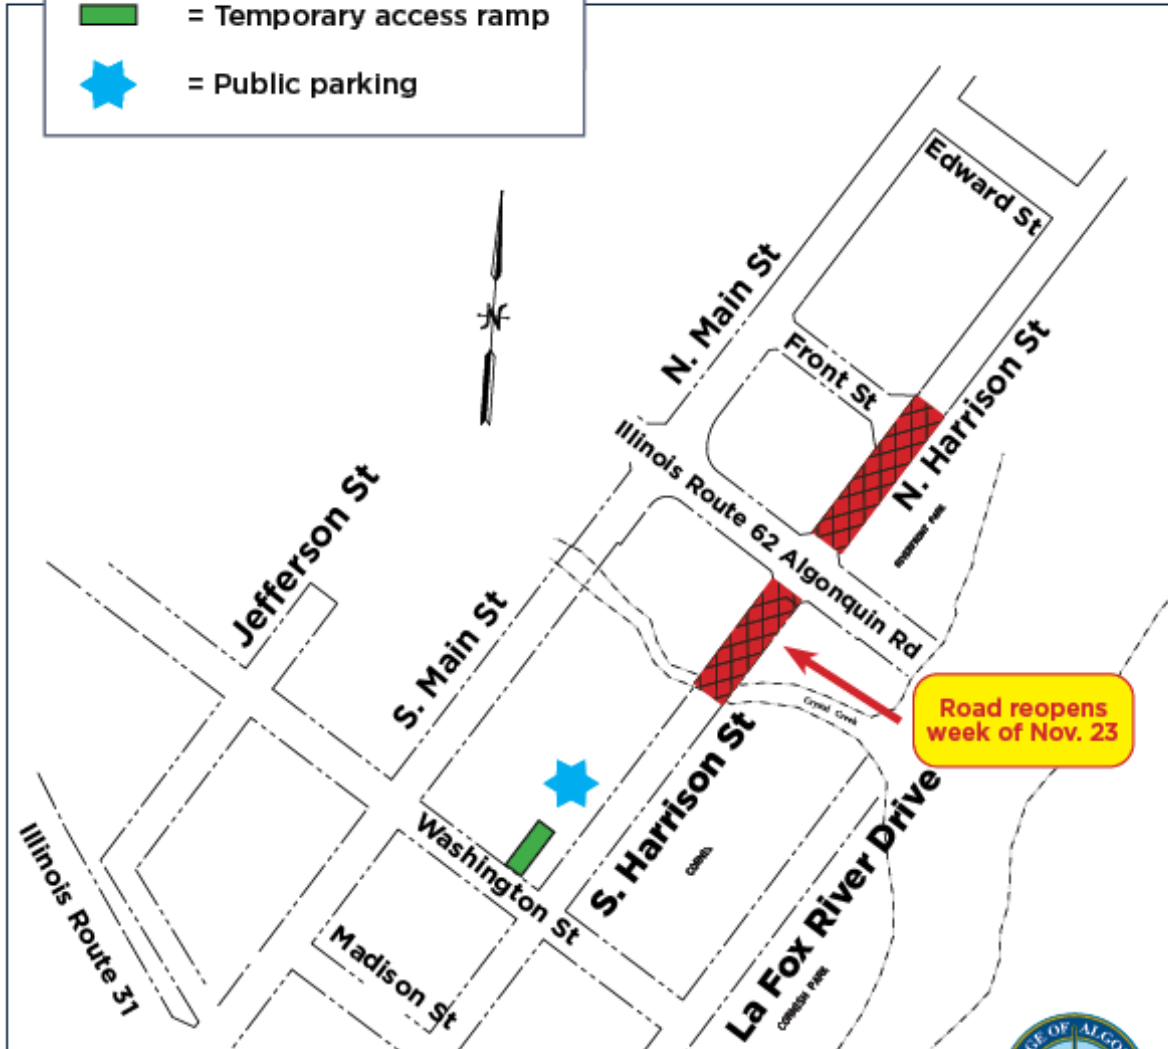 = Temporary access ramp
= Public parking
N
Edward St
N. Main St
Front St
N. Harrison St
Illinois Route 62 Algonquin Rd
RIVERFRONT PARK
Jefferson St
S. Main St
Road reopens
week of Nov. 23
Crystal Creek
S. Harrison St
Washington St
La Fox River Drive
Illinois Route 31
Madison St
CORNISH PARK